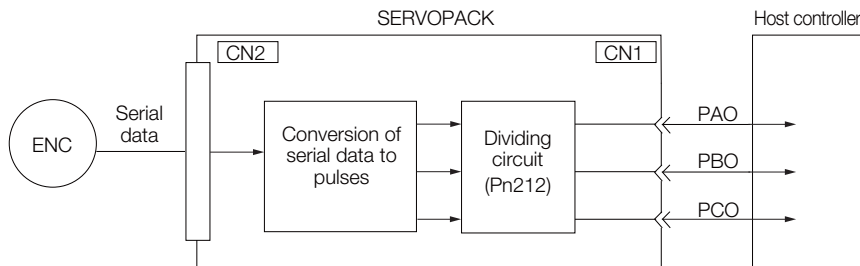 SERVOPACK
Host controller
CN2
CN1
ENC
Serial
data
Conversion of
serial data to
pulses
Dividing
circuit
(Pn212)
PAO
PBO
PCO